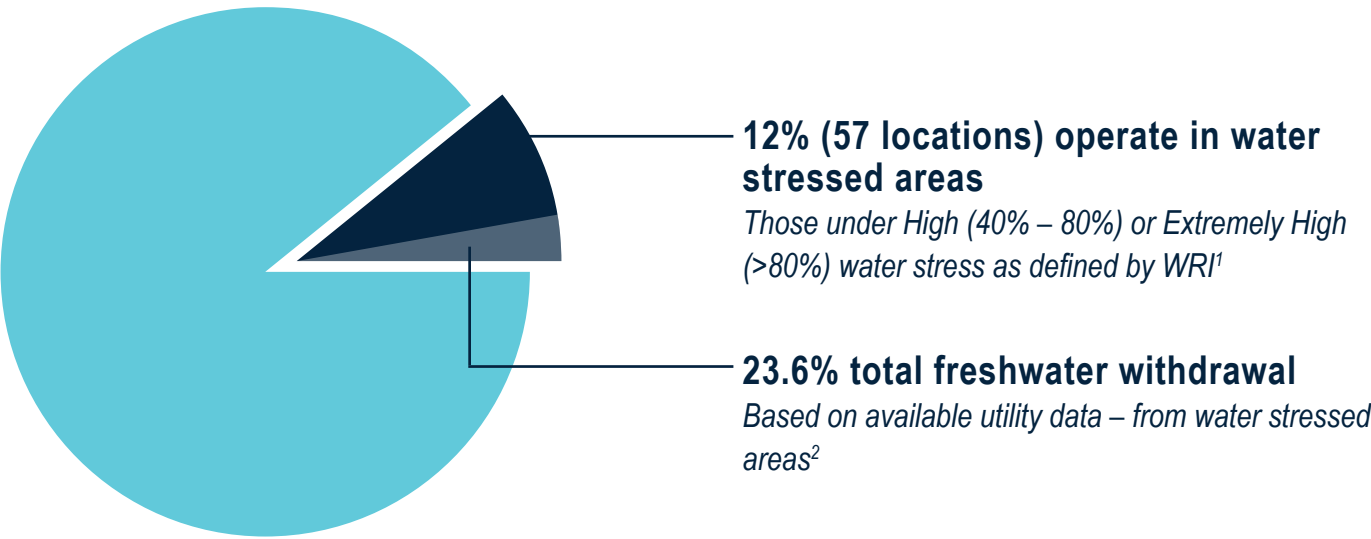 12% (57 locations) operate in water
stressed areas
Those under High (40% – 80%) or Extremely High
(>80%) water stress as defined by WRI¹
23.6% total freshwater withdrawal
Based on available utility data – from water stressed
areas²